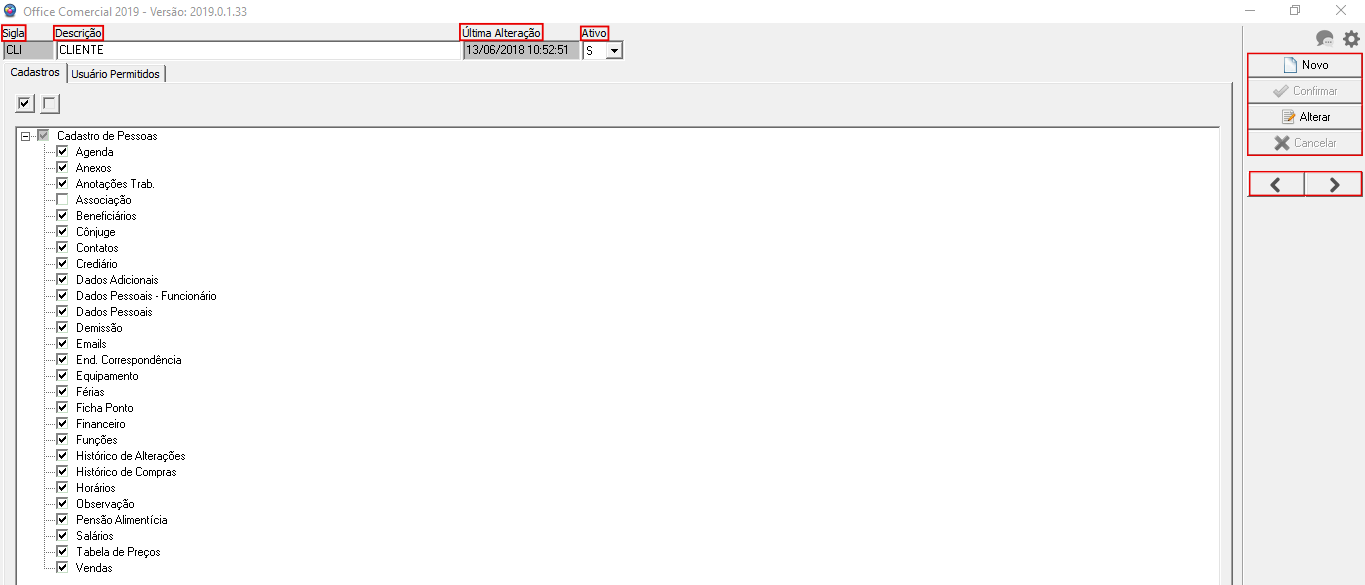 Office Comercial 2019 - Versão: 2019.0.1.33
Sigla Descrição Última Alteração Ativo
CLI CLIENTE 13/06/2018 10:52:51 S
Cadastros Usuário Permitidos
Novo
Confirmar
Alterar
Cancelar
Cadastro de Pessoas
Agenda
Anexos
Anotações Trab.
Associação
Beneficiários
Cônjuge
Contatos
Crediário
Dados Adicionais
Dados Pessoais - Funcionário
Dados Pessoais
Demissão
Emails
End. Correspondência
Equipamento
Férias
Ficha Ponto
Financeiro
Funções
Histórico de Alterações
Histórico de Compras
Horários
Observação
Pensão Alimentícia
Salários
Tabela de Preços
Vendas